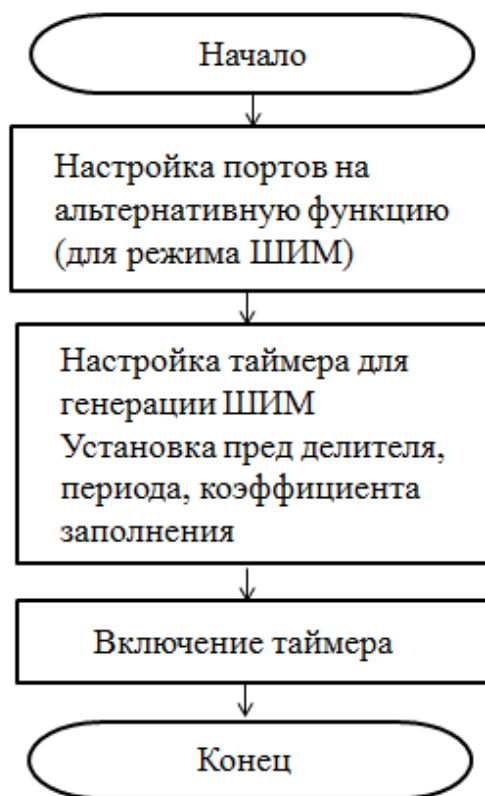 Начало
Настройка портов на
альтернативную функцию
(для режима ШИМ)
Настройка таймера для
генерации ШИМ
Установка пред делителя,
периода, коэффициента
заполнения
Включение таймера
Конец